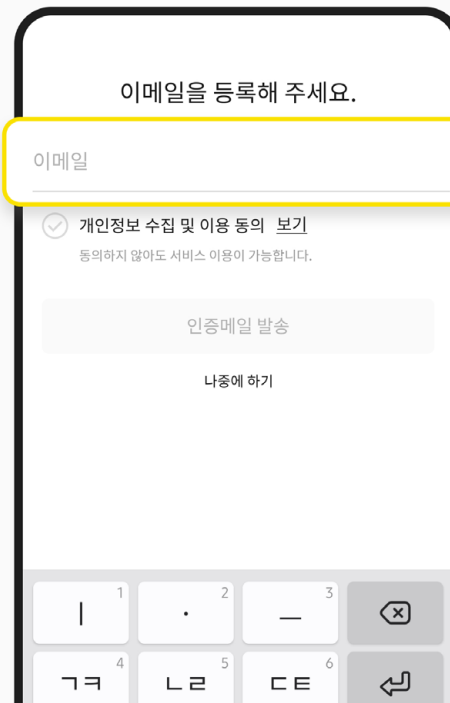 이메일을 등록해 주세요.
이메일
개인정보 수집 및 이용 동의 보기
동의하지 않아도 서비스 이용이 가능합니다.
인증메일 발송
나중에 하기
ㅣ 1 · 2 ㅡ 3
ㄱㅋ 4 ㄴㄹ 5 ㄷㅌ 6